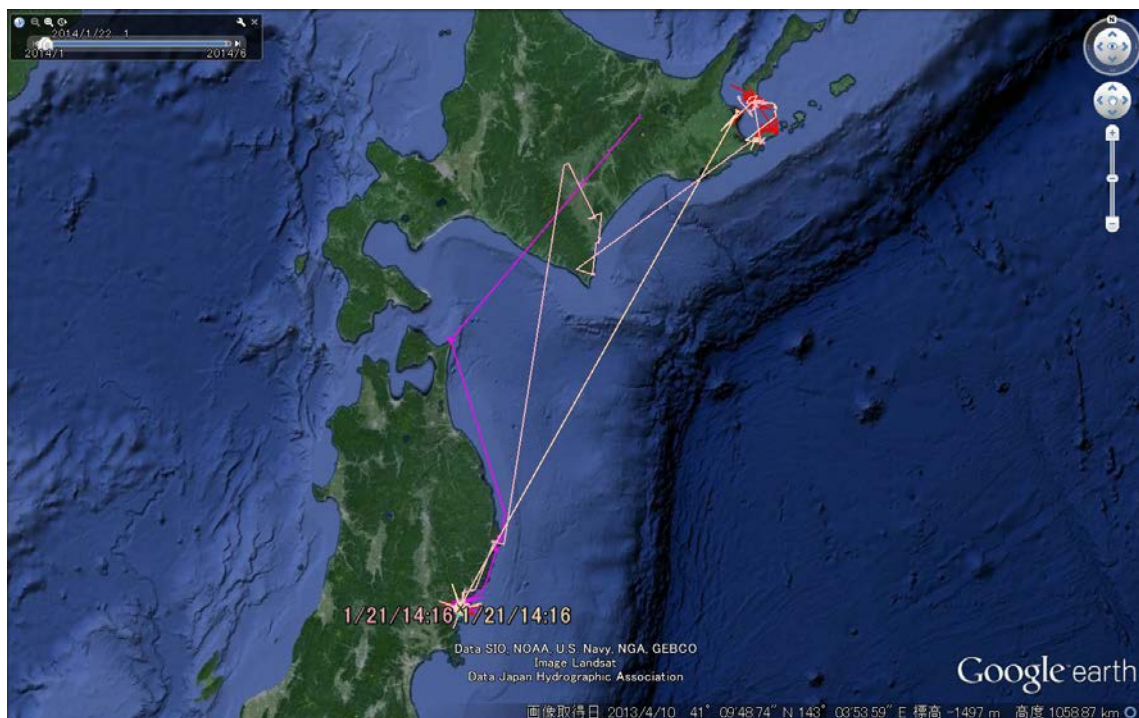 2014/1/22...1
2014/1
2014/6
N
1/21/14:16 1/21/14:16
Data SIO, NOAA, U.S. Navy, NGA, GEBCO
Image Landsat
Data Japan Hydrographic Association
Google earth
画像取得日 2013/4/10 41° 09'48.74" N 143° 03'53.59" E 標高 -1497 m 高度 1058.87 km